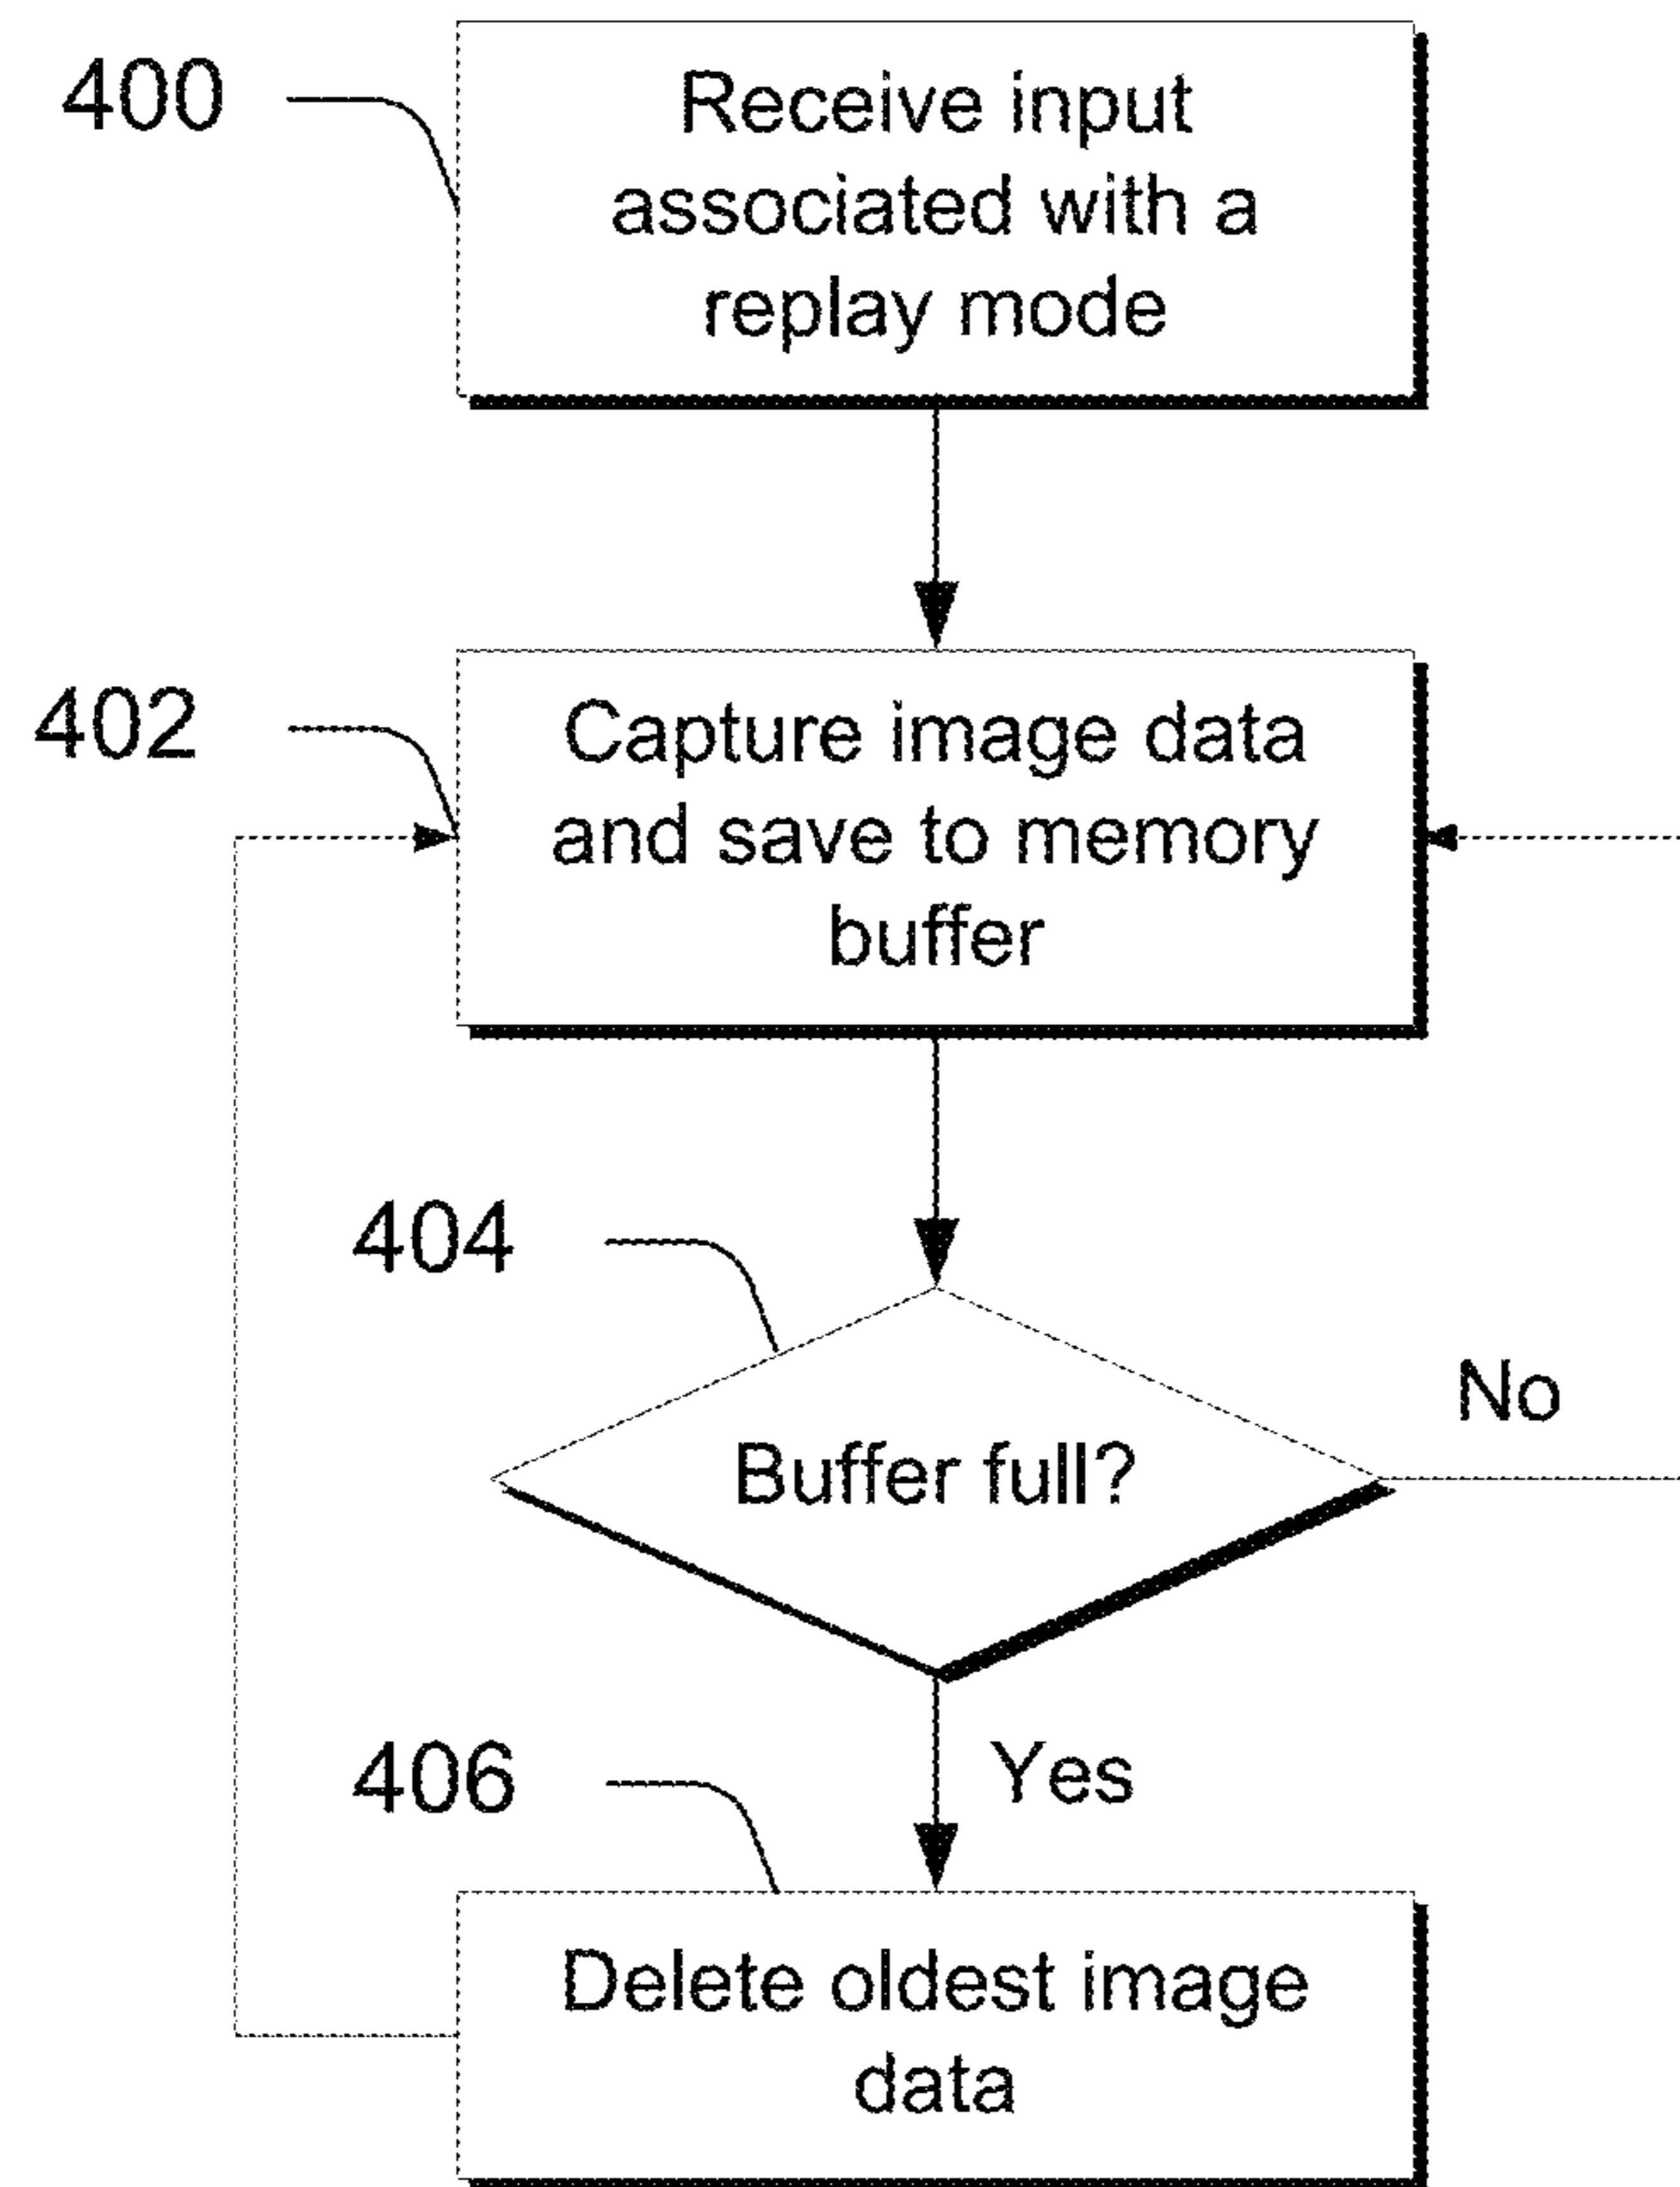 400
Receive input
associated with a
replay mode
402
Capture image data
and save to memory
buffer
404
Buffer full?
No
Yes
406
Delete oldest image
data